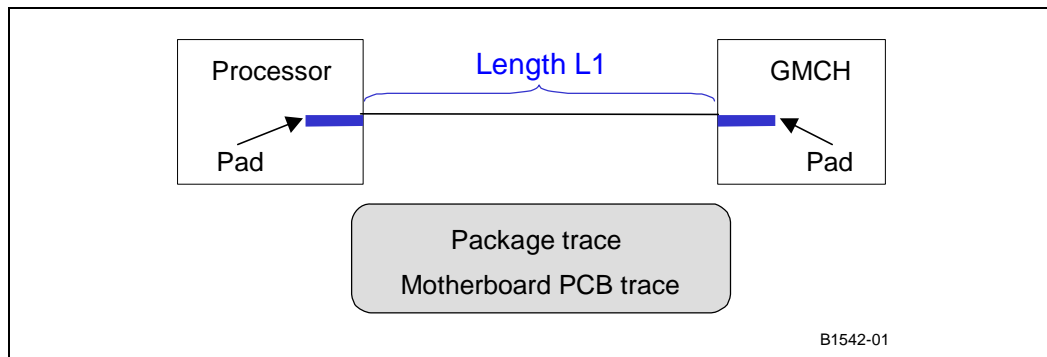 Processor
Length L1
GMCH
Pad
Pad
Package trace
Motherboard PCB trace
B1542-01